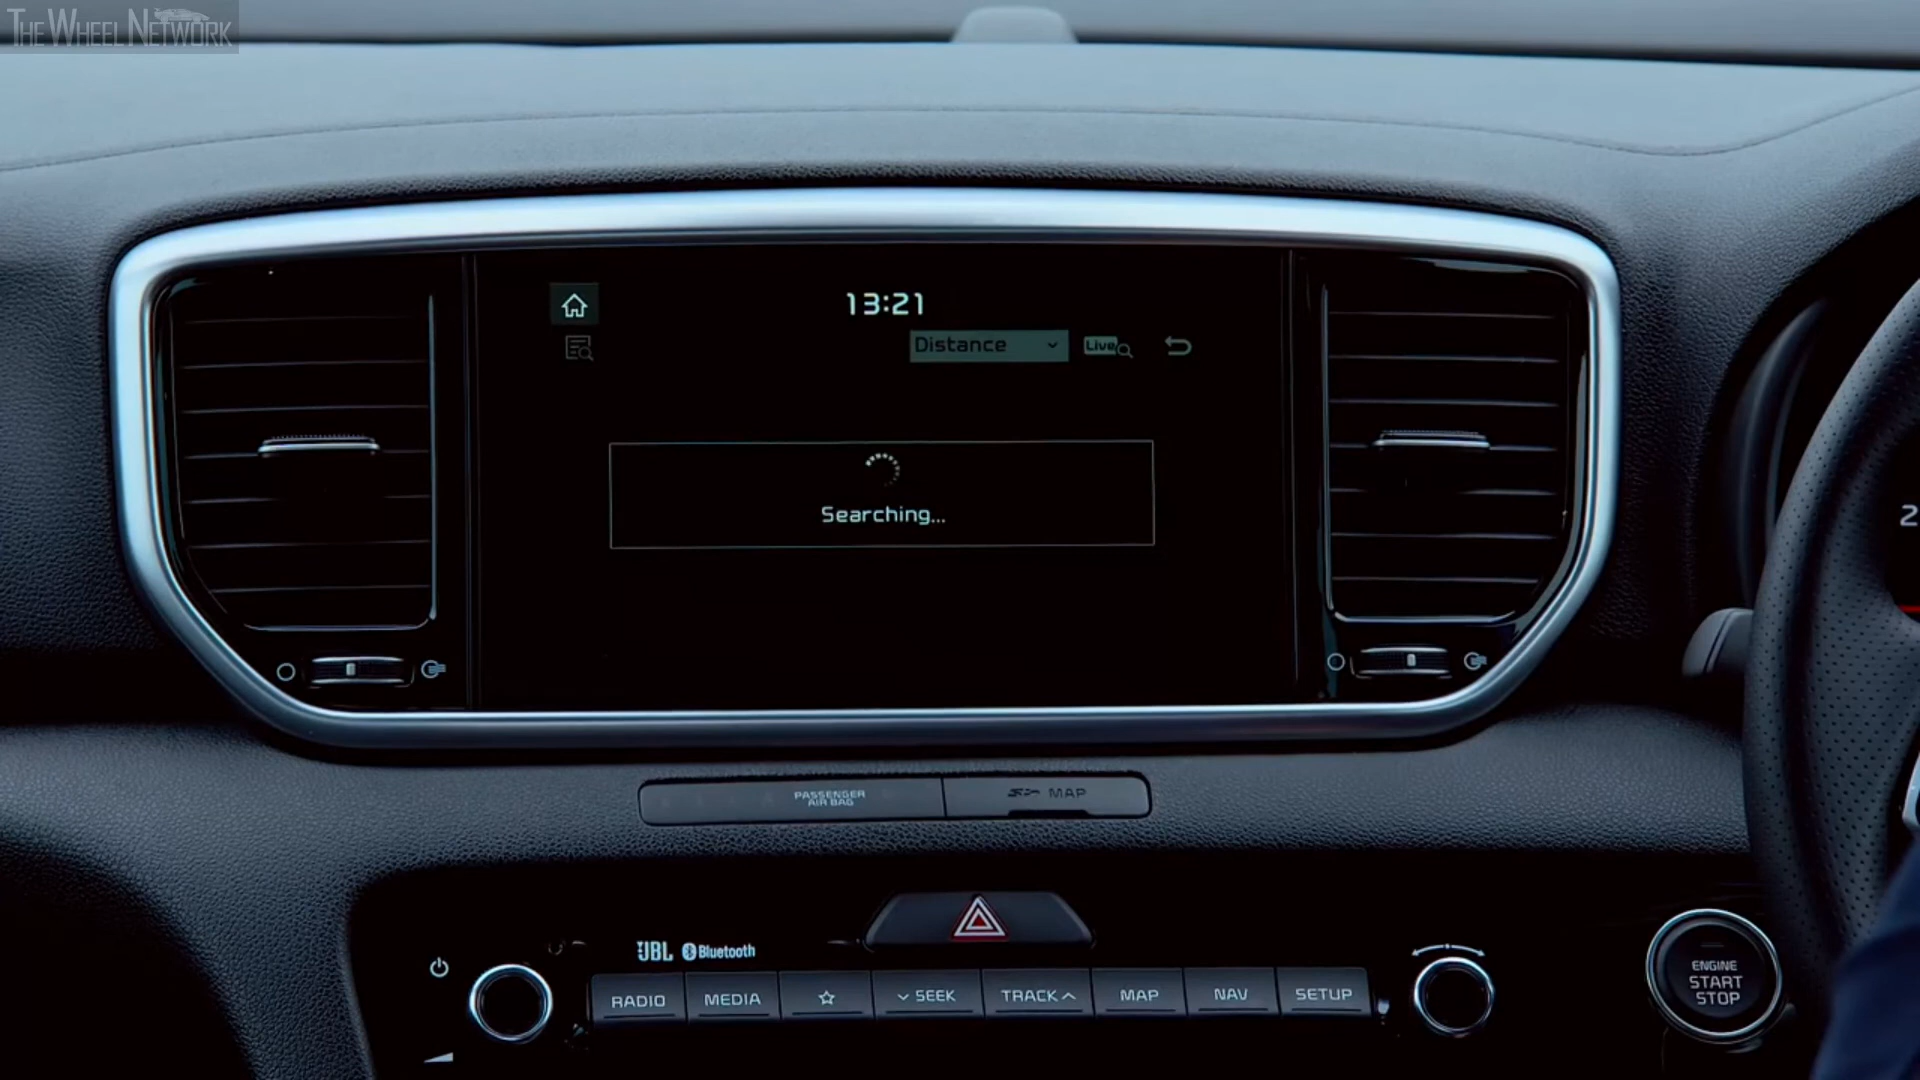 THE WHEEL NETWORK
13:21
Distance
Live
Searching...
2
PASSENGER
AIR BAG
MAP
JBL Bluetooth
RADIO MEDIA SEEK TRACK MAP NAV SETUP
ENGINE
START
STOP